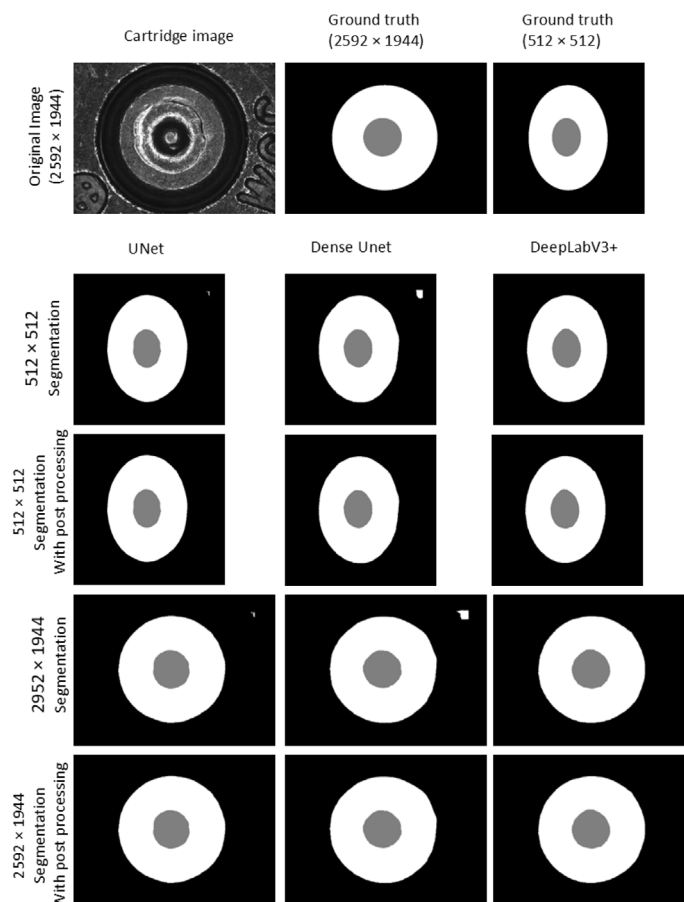 Cartridge image
Ground truth
(2592 × 1944)
Ground truth
(512 × 512)
Original Image
(2592 × 1944)
UNet
Dense Unet
DeepLabV3+
512 × 512
Segmentation
512 × 512
Segmentation
With post processing
2952 × 1944
Segmentation
2592 × 1944
Segmentation
With post processing